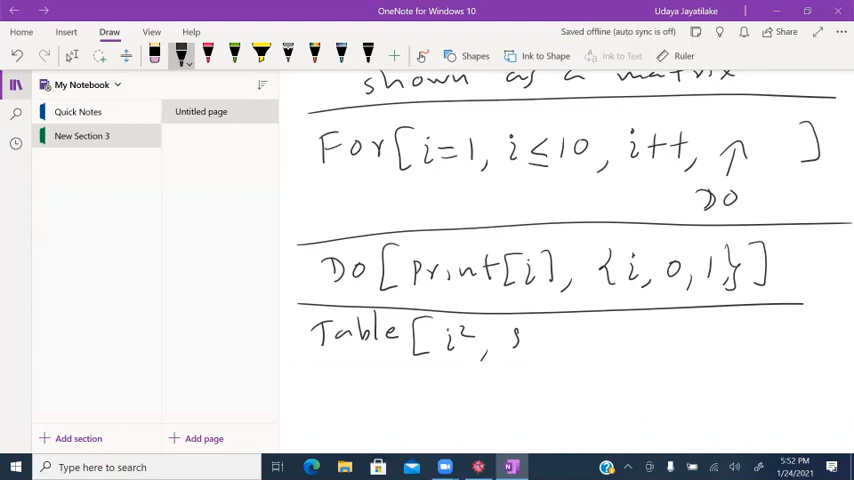 OneNote for Windows 10
Udaya Jayatilake
Home Insert Draw View Help
Saved offline (auto sync is off)
Share
Shapes Ink to Shape Ink to Text Ruler
My Notebook
Quick Notes
New Section 3
Untitled page
shown as a matrix
For[i=1, i≤10, i++, ↑ ]
DO
DO[print[i], {i, 0, 1,}]
Table[i², 
Add section
Add page
Type here to search
5:52 PM
1/24/2021